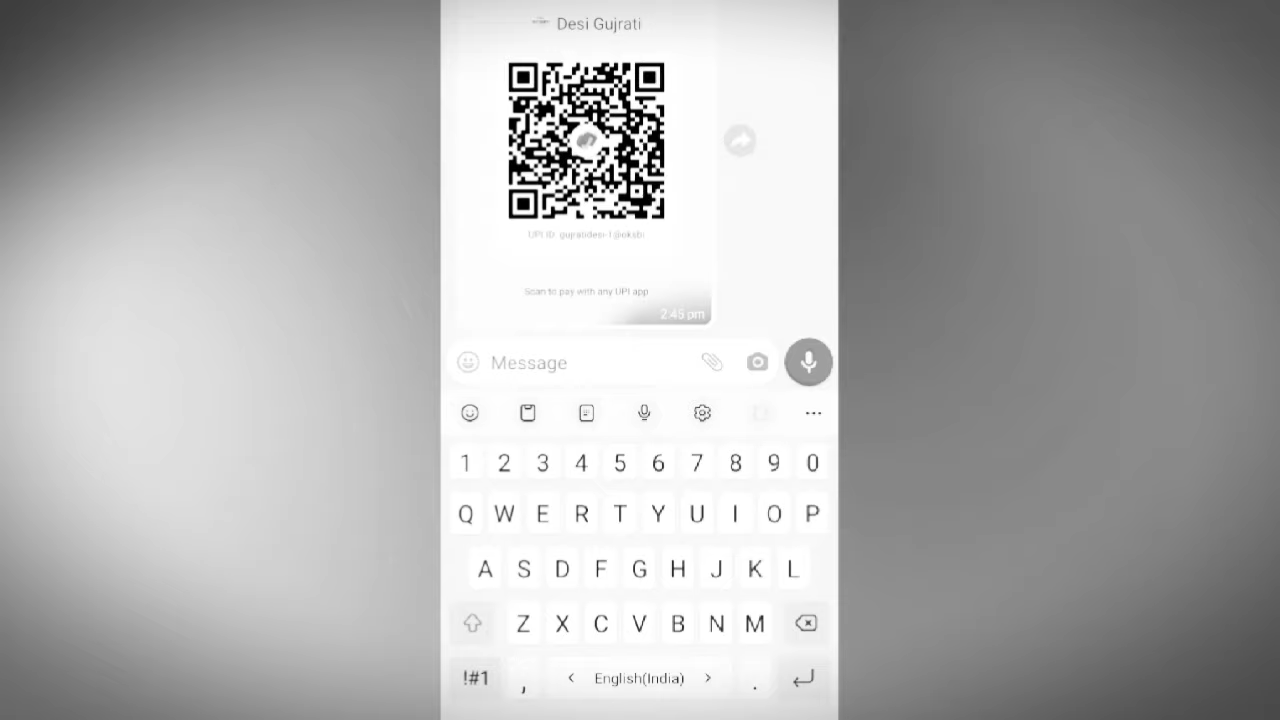 Desi Gujrati
UPI ID: gujratidesi-1@oksbi
Scan to pay with any UPI app
2:45 pm
Message
1 2 3 4 5 6 7 8 9 0
Q W E R T Y U I O P
A S D F G H J K L
Z X C V B N M
!#1 , < English(India) > .